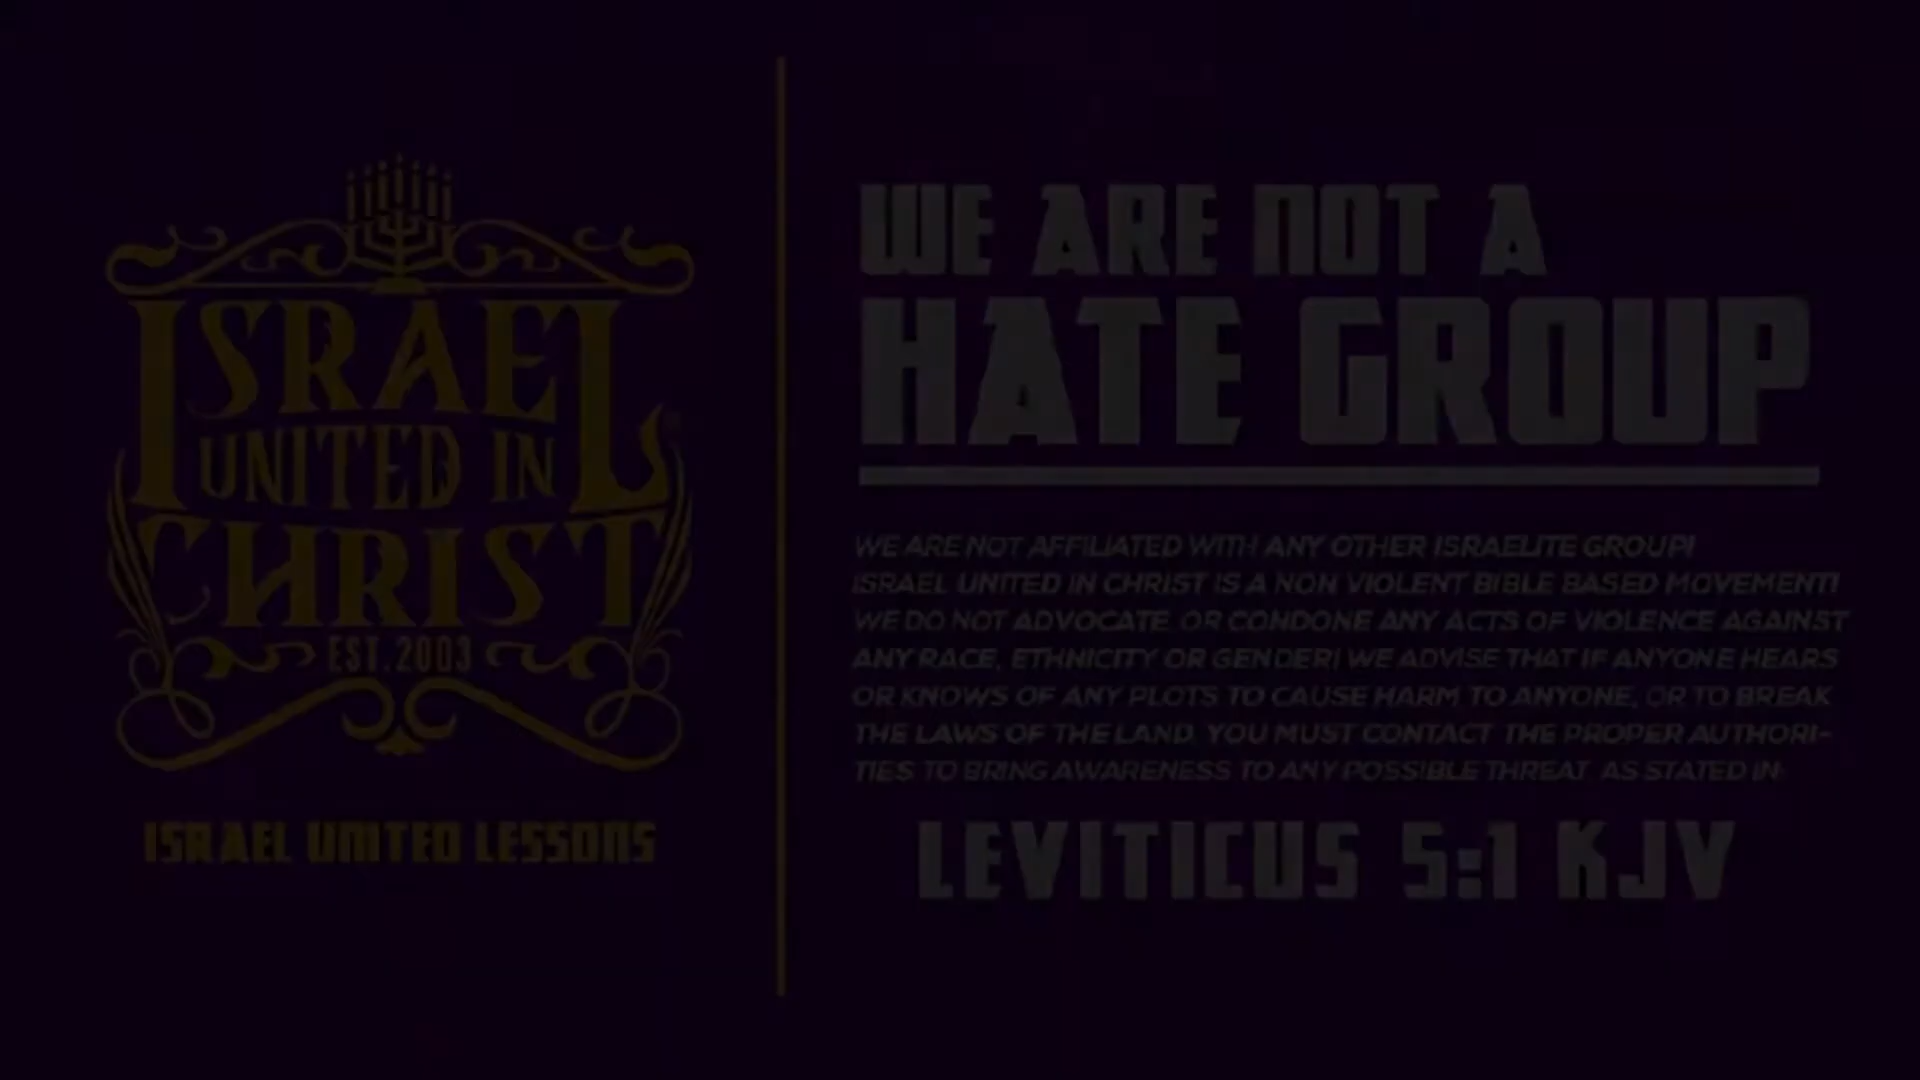 ISRAEL
UNITED IN
CHRIST
EST. 2003
ISRAEL UNITED LESSONS
WE ARE NOT A
HATE GROUP
WE ARE NOT AFFILIATED WITH ANY OTHER ISRAELITE GROUP!
ISRAEL UNITED IN CHRIST IS A NON VIOLENT BIBLE BASED MOVEMENT!
WE DO NOT ADVOCATE OR CONDONE ANY ACTS OF VIOLENCE AGAINST
ANY RACE, ETHNICITY OR GENDER! WE ADVISE THAT IF ANYONE HEARS
OR KNOWS OF ANY PLOTS TO CAUSE HARM TO ANYONE, OR TO BREAK
THE LAWS OF THE LAND. YOU MUST CONTACT THE PROPER AUTHORI-
TIES TO BRING AWARENESS TO ANY POSSIBLE THREAT. AS STATED IN:
LEVITICUS 5:1 KJV